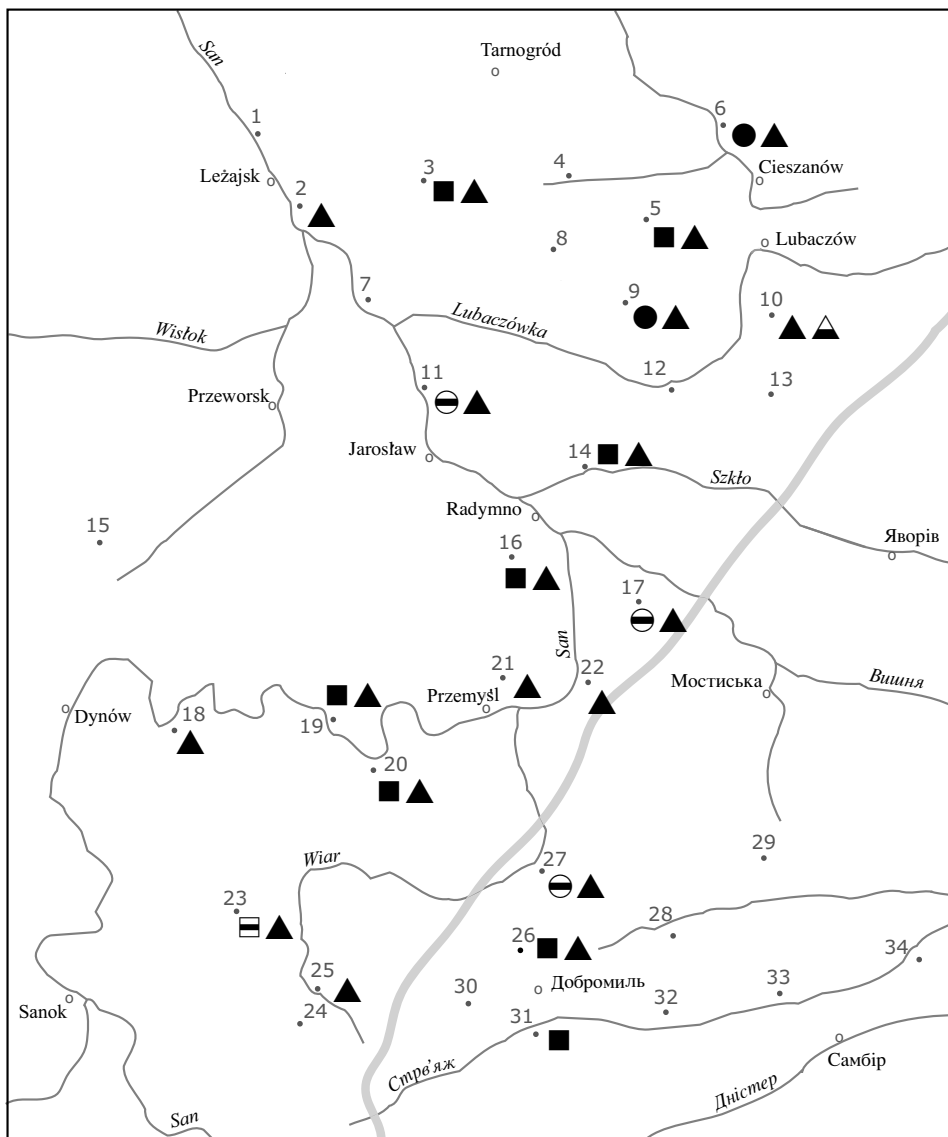 San
Tarnogród
1
6
Leżajsk
2
3
4
Cieszanów
5
8
Lubaczów
7
9
10
Lubaczówka
Wisłok
11
12
13
Przeworsk
Jarosław
14
Szkło
Radymno
15
16
Яворів
17
San
21
22
Мостиська
Вишня
Przemyśl
Dynów
18
19
20
Wiar
27
29
23
28
26
34
25
Добромиль
33
Sanok
30
24
32
31
Самбір
Стрв'яж
Дністер
San